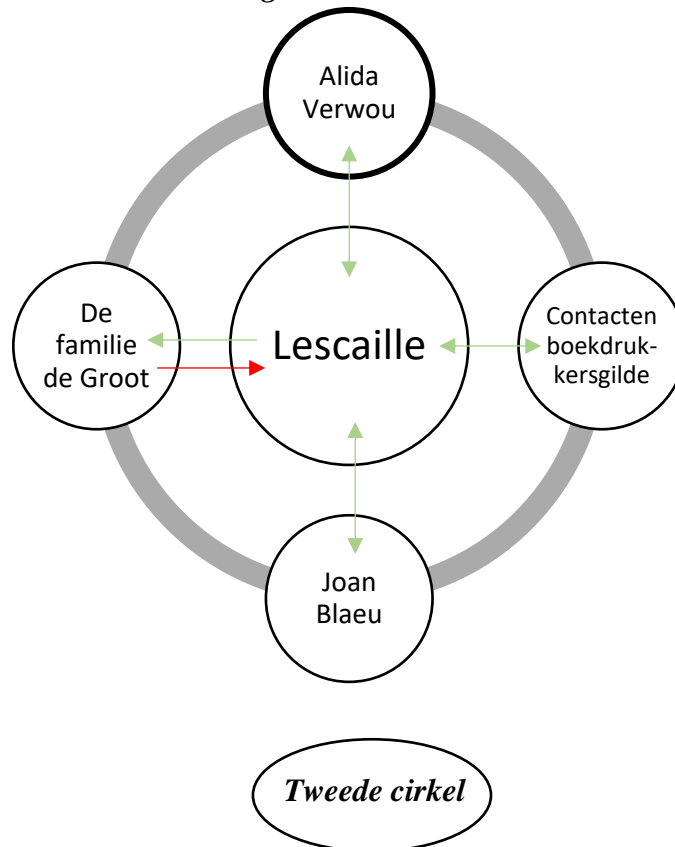 Alida
Verwou
De
familie
de Groot
Lescaille
Contacten
boekdruk-
kersgilde
Joan
Blaeu
Tweede cirkel